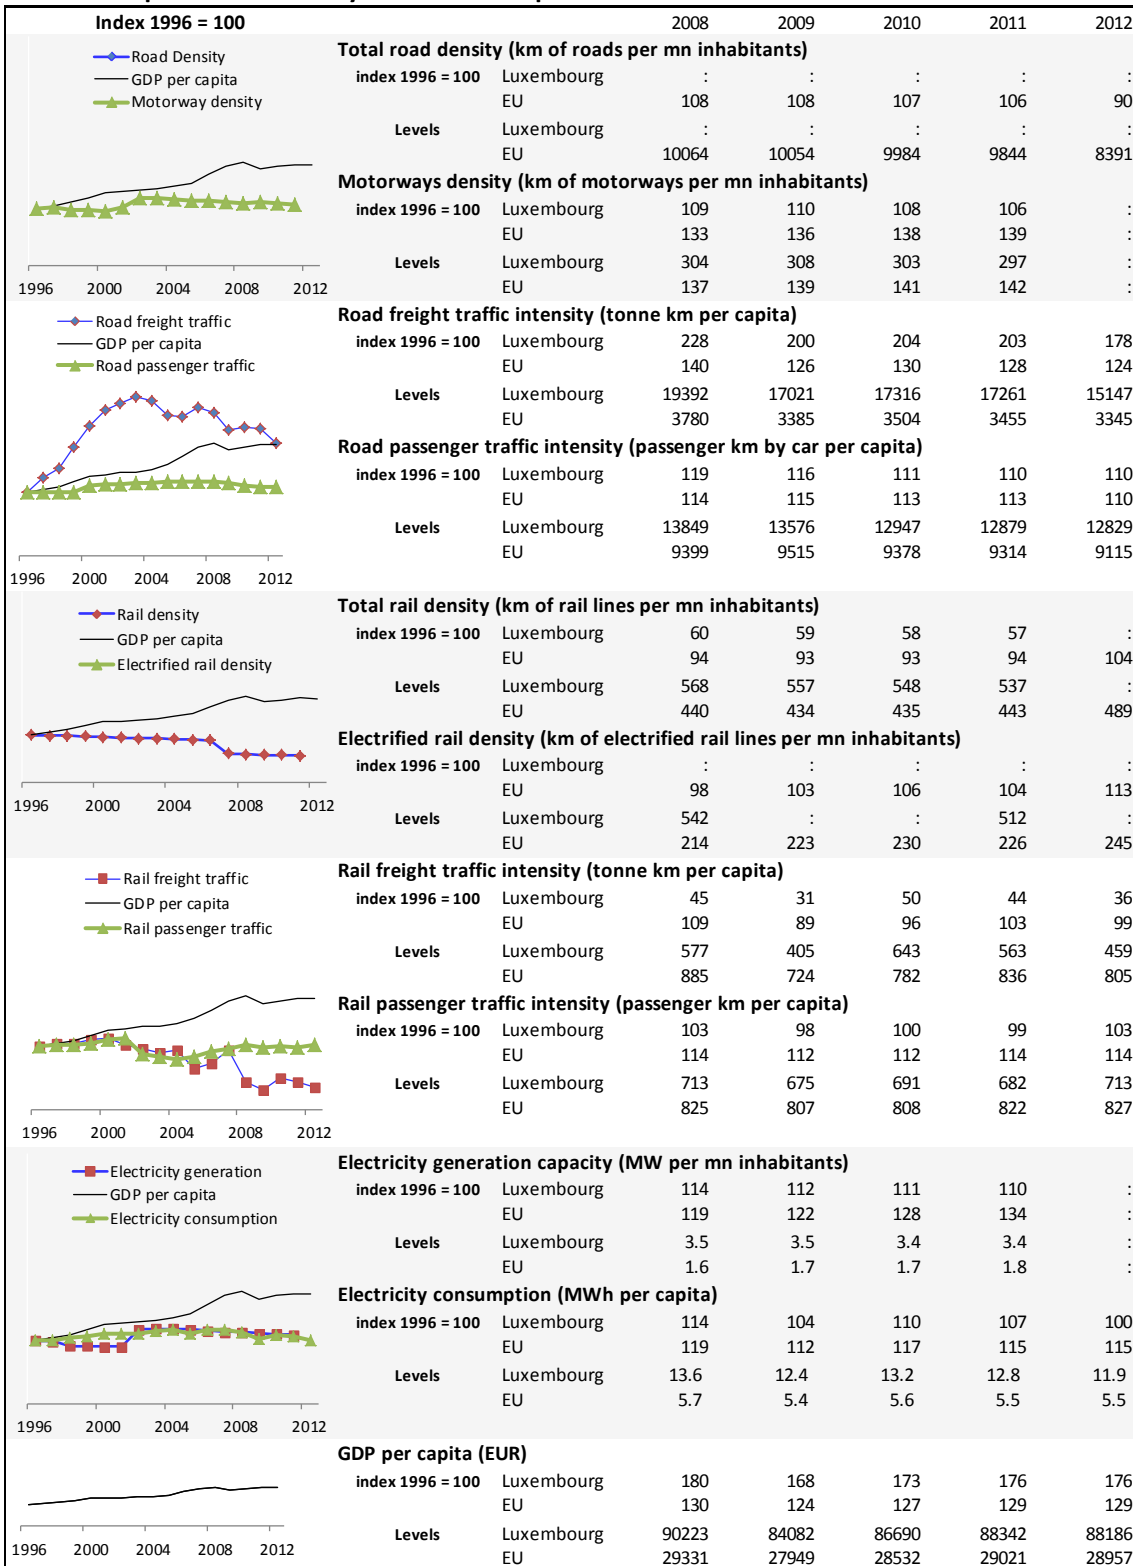 Index 1996 = 100 2008 2009 2010 2011 2012
Road Density
GDP per capita
Motorway density
1996 2000 2004 2008 2012
Total road density (km of roads per mn inhabitants)
index 1996 = 100 Luxembourg : : : : :
EU 108 108 107 106 90
Levels Luxembourg : : : : :
EU 10064 10054 9984 9844 8391
Motorways density (km of motorways per mn inhabitants)
index 1996 = 100 Luxembourg 109 110 108 106 :
EU 133 136 138 139 :
Levels Luxembourg 304 308 303 297 :
EU 137 139 141 142 :
Road freight traffic
GDP per capita
Road passenger traffic
1996 2000 2004 2008 2012
Road freight traffic intensity (tonne km per capita)
index 1996 = 100 Luxembourg 228 200 204 203 178
EU 140 126 130 128 124
Levels Luxembourg 19392 17021 17316 17261 15147
EU 3780 3385 3504 3455 3345
Road passenger traffic intensity (passenger km by car per capita)
index 1996 = 100 Luxembourg 119 116 111 110 110
EU 114 115 113 113 110
Levels Luxembourg 13849 13576 12947 12879 12829
EU 9399 9515 9378 9314 9115
Rail density
GDP per capita
Electrified rail density
1996 2000 2004 2008 2012
Total rail density (km of rail lines per mn inhabitants)
index 1996 = 100 Luxembourg 60 59 58 57 :
EU 94 93 93 94 104
Levels Luxembourg 568 557 548 537 :
EU 440 434 435 443 489
Electrified rail density (km of electrified rail lines per mn inhabitants)
index 1996 = 100 Luxembourg : : : : :
EU 98 103 106 104 113
Levels Luxembourg 542 : : 512 :
EU 214 223 230 226 245
Rail freight traffic
GDP per capita
Rail passenger traffic
1996 2000 2004 2008 2012
Rail freight traffic intensity (tonne km per capita)
index 1996 = 100 Luxembourg 45 31 50 44 36
EU 109 89 96 103 99
Levels Luxembourg 577 405 643 563 459
EU 885 724 782 836 805
Rail passenger traffic intensity (passenger km per capita)
index 1996 = 100 Luxembourg 103 98 100 99 103
EU 114 112 112 114 114
Levels Luxembourg 713 675 691 682 713
EU 825 807 808 822 827
Electricity generation
GDP per capita
Electricity consumption
1996 2000 2004 2008 2012
Electricity generation capacity (MW per mn inhabitants)
index 1996 = 100 Luxembourg 114 112 111 110 :
EU 119 122 128 134 :
Levels Luxembourg 3.5 3.5 3.4 3.4 :
EU 1.6 1.7 1.7 1.8 :
Electricity consumption (MWh per capita)
index 1996 = 100 Luxembourg 114 104 110 107 100
EU 119 112 117 115 115
Levels Luxembourg 13.6 12.4 13.2 12.8 11.9
EU 5.7 5.4 5.6 5.5 5.5
1996 2000 2004 2008 2012
GDP per capita (EUR)
index 1996 = 100 Luxembourg 180 168 173 176 176
EU 130 124 127 129 129
Levels Luxembourg 90223 84082 86690 88342 88186
EU 29331 27949 28532 29021 28957